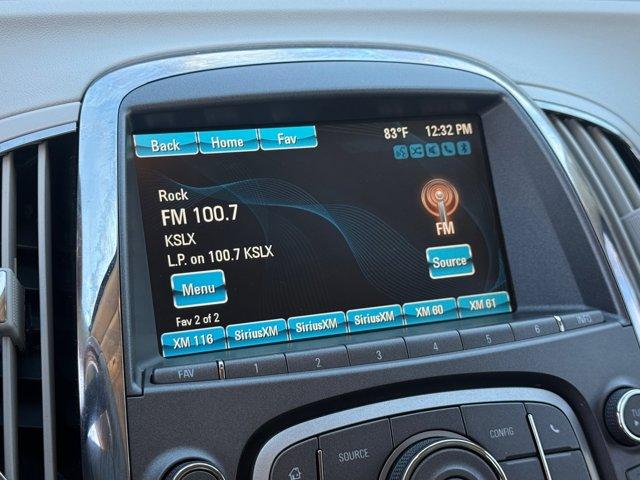 Back Home Fav 83°F 12:32 PM
Rock
FM 100.7
KSLX
L.P. on 100.7 KSLX
FM
Menu Source
Fav 2 of 2
XM 116 SiriusXM SiriusXM SiriusXM XM 60 XM 61
FAV 1 2 3 4 5 6 INFO
SOURCE CONFIG